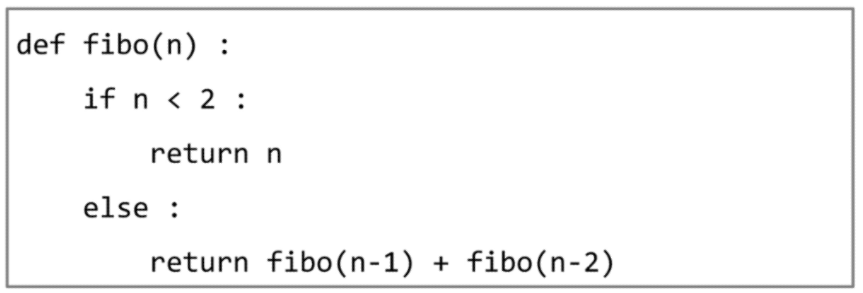 def fibo(n) :
    if n < 2 :
        return n
    else :
        return fibo(n-1) + fibo(n-2)